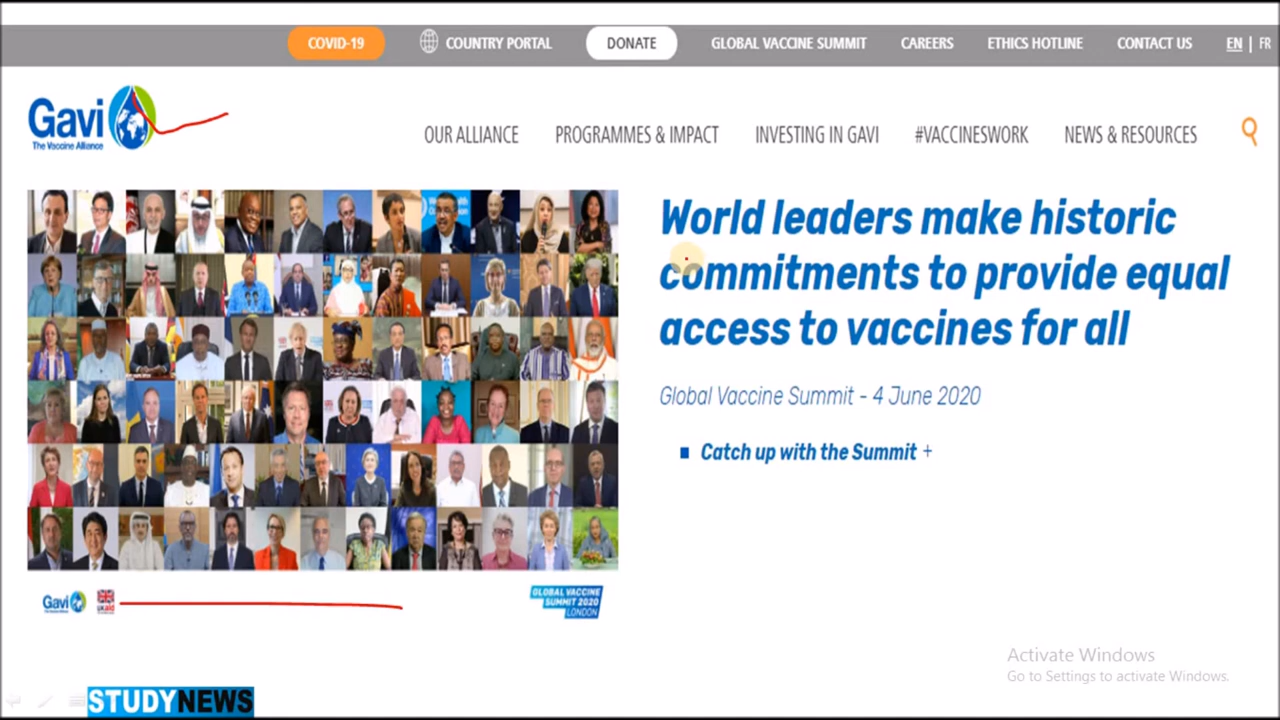 COVID-19 COUNTRY PORTAL DONATE GLOBAL VACCINE SUMMIT CAREERS ETHICS HOTLINE CONTACT US EN | FR
Gavi
The Vaccine Alliance
OUR ALLIANCE PROGRAMMES & IMPACT INVESTING IN GAVI #VACCINESWORK NEWS & RESOURCES
World leaders make historic
commitments to provide equal
access to vaccines for all
Global Vaccine Summit - 4 June 2020
Catch up with the Summit +
Gavi
ukaid
GLOBAL VACCINE
SUMMIT 2020
LONDON
Activate Windows
Go to Settings to activate Windows.
STUDYNEWS